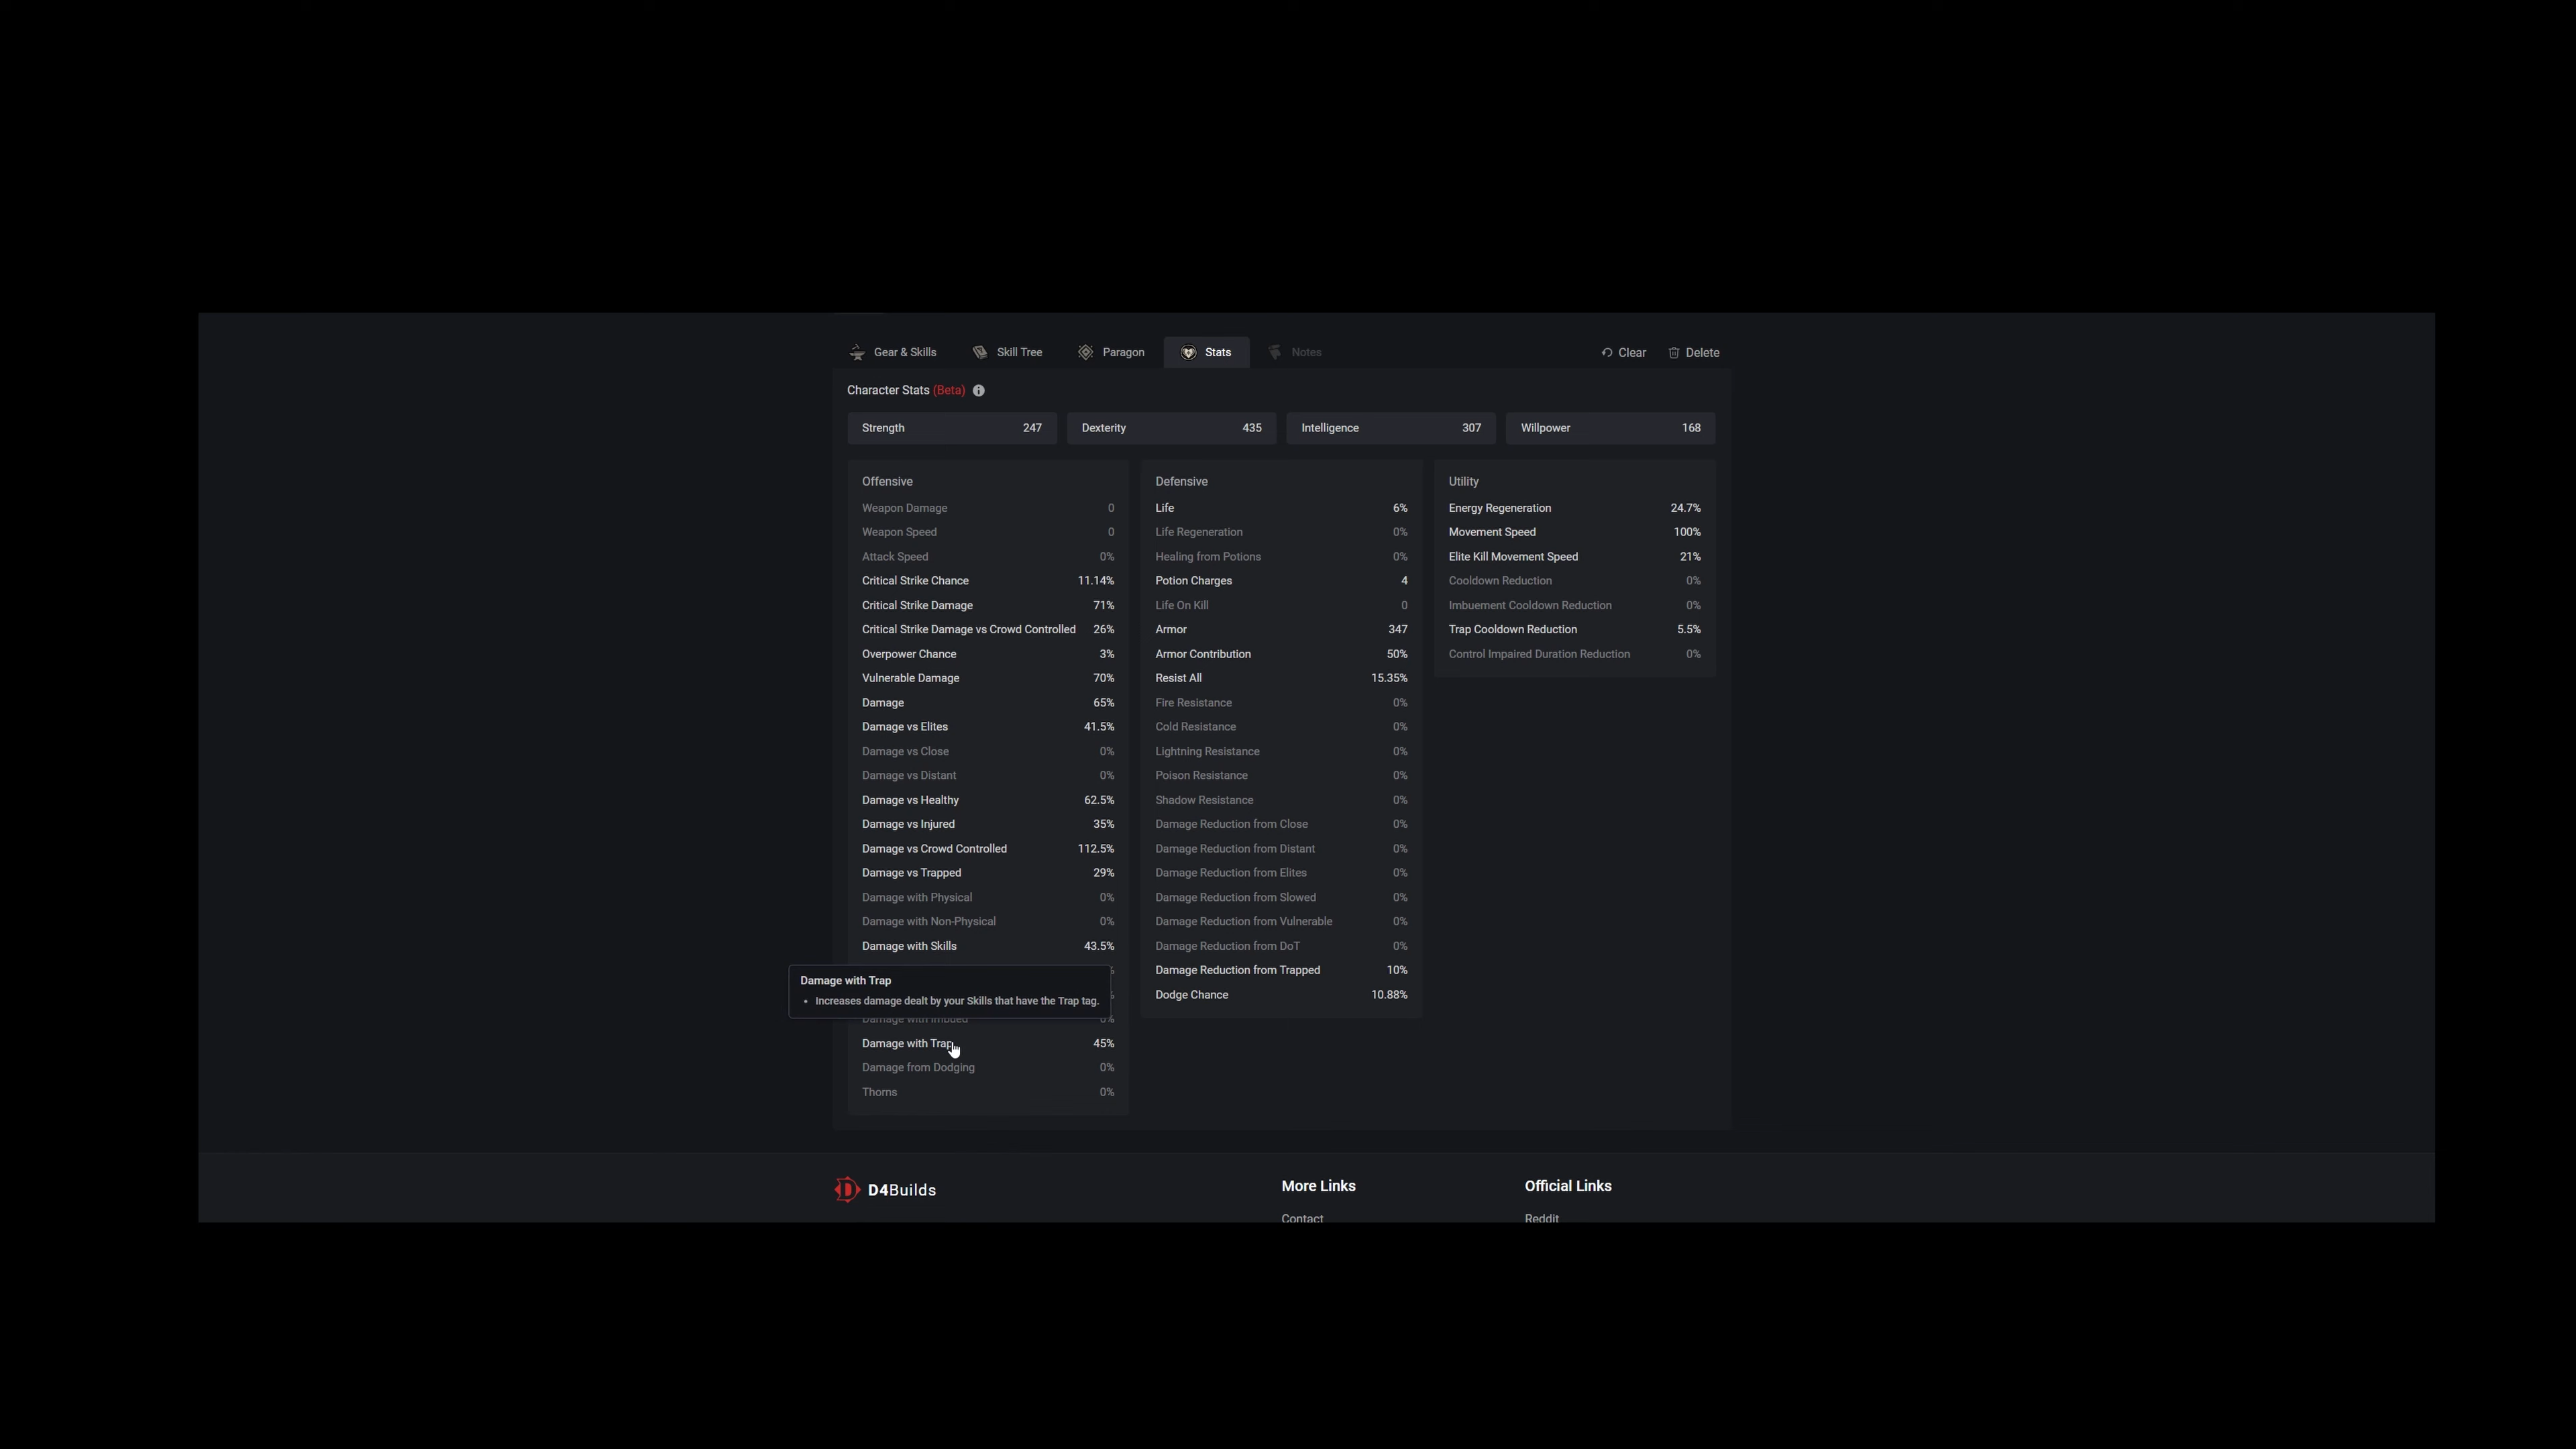 Gear & Skills Skill Tree Paragon Stats Notes Clear Delete
Character Stats (Beta)
Strength 247 Dexterity 435 Intelligence 307 Willpower 168
Offensive
Weapon Damage 0
Weapon Speed 0
Attack Speed 0%
Critical Strike Chance 11.14%
Critical Strike Damage 71%
Critical Strike Damage vs Crowd Controlled 26%
Overpower Chance 3%
Vulnerable Damage 70%
Damage 65%
Damage vs Elites 41.5%
Damage vs Close 0%
Damage vs Distant 0%
Damage vs Healthy 62.5%
Damage vs Injured 35%
Damage vs Crowd Controlled 112.5%
Damage vs Trapped 29%
Damage with Physical 0%
Damage with Non-Physical 0%
Damage with Skills 43.5%
Damage with Trap
• Increases damage dealt by your Skills that have the Trap tag.
Damage with Imbued 0%
Damage with Trap 45%
Damage from Dodging 0%
Thorns 0%
Defensive
Life 6%
Life Regeneration 0%
Healing from Potions 0%
Potion Charges 4
Life On Kill 0
Armor 347
Armor Contribution 50%
Resist All 15.35%
Fire Resistance 0%
Cold Resistance 0%
Lightning Resistance 0%
Poison Resistance 0%
Shadow Resistance 0%
Damage Reduction from Close 0%
Damage Reduction from Distant 0%
Damage Reduction from Elites 0%
Damage Reduction from Slowed 0%
Damage Reduction from Vulnerable 0%
Damage Reduction from DoT 0%
Damage Reduction from Trapped 10%
Dodge Chance 10.88%
Utility
Energy Regeneration 24.7%
Movement Speed 100%
Elite Kill Movement Speed 21%
Cooldown Reduction 0%
Imbuement Cooldown Reduction 0%
Trap Cooldown Reduction 5.5%
Control Impaired Duration Reduction 0%
D4Builds
More Links
Contact
Official Links
Reddit